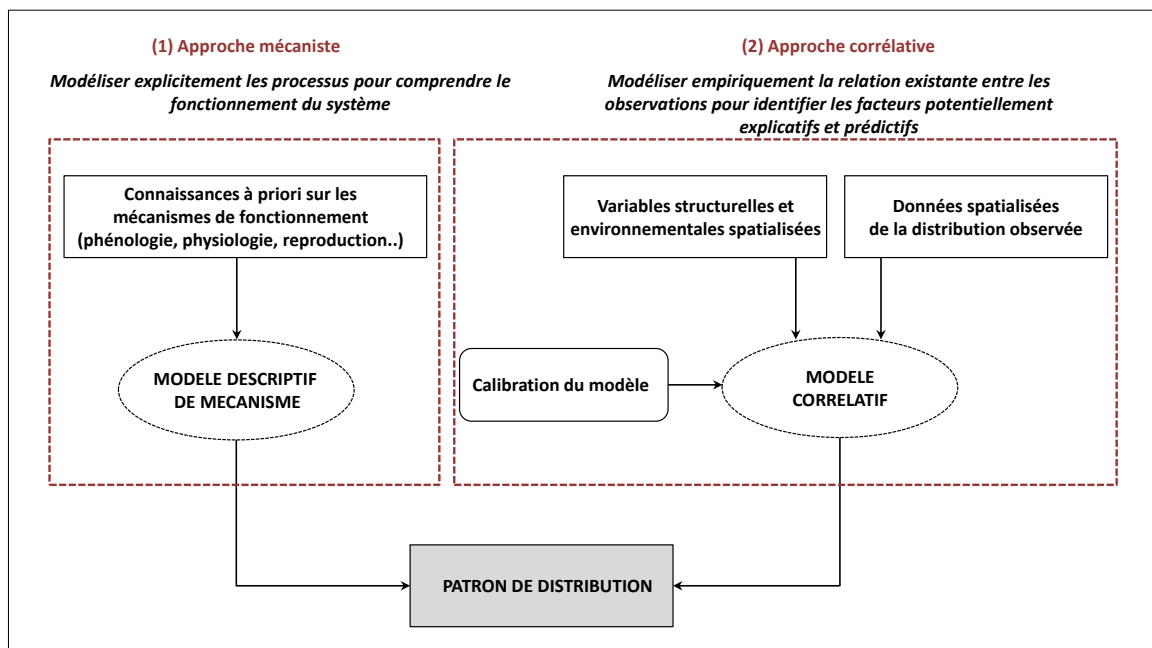 (1) Approche mécaniste
Modéliser explicitement les processus pour comprendre le
fonctionnement du système
(2) Approche corrélative
Modéliser empiriquement la relation existante entre les
observations pour identifier les facteurs potentiellement
explicatifs et prédictifs
Connaissances à priori sur les
mécanismes de fonctionnement
(phénologie, physiologie, reproduction..)
Variables structurelles et
environnementales spatialisées
Données spatialisées
de la distribution observée
MODELE DESCRIPTIF
DE MECANISME
Calibration du modèle
MODELE
CORRELATIF
PATRON DE DISTRIBUTION